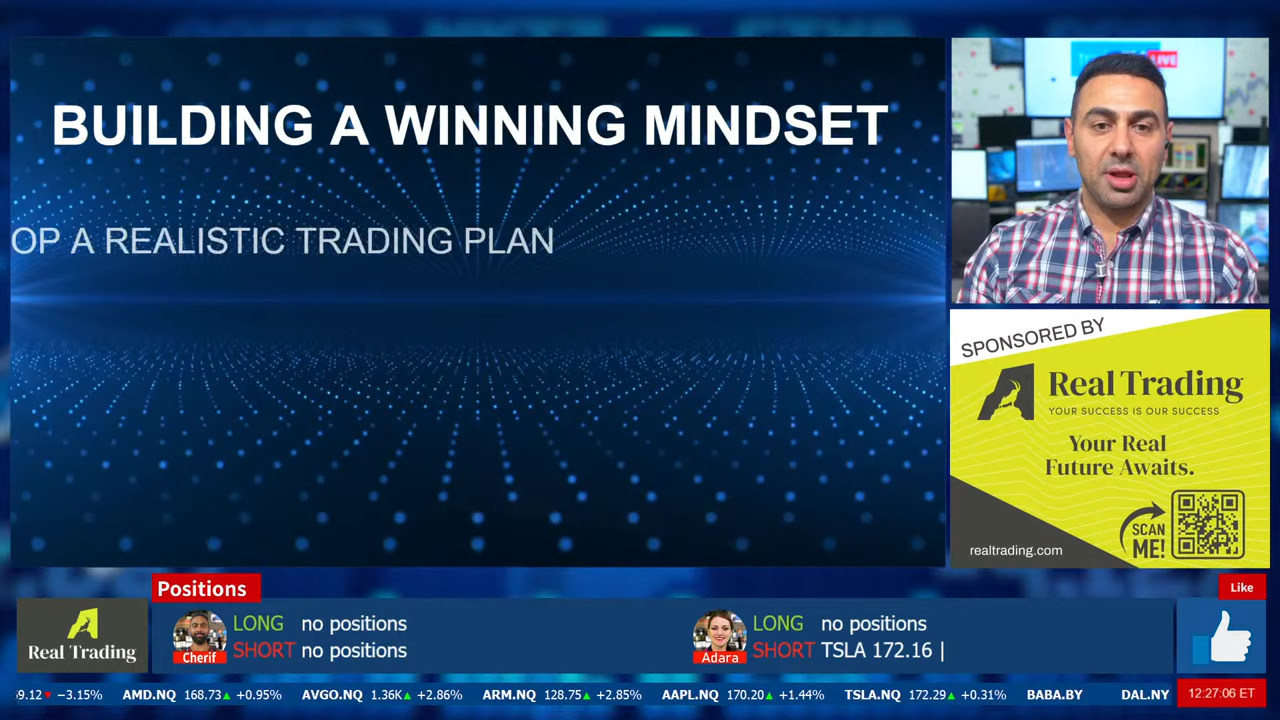 BUILDING A WINNING MINDSET
OP A REALISTIC TRADING PLAN
LIVE
SPONSORED BY
Real Trading
YOUR SUCCESS IS OUR SUCCESS
Your Real
Future Awaits.
SCAN
ME!
realtrading.com
Positions
Like
Real Trading
LONG no positions
SHORT no positions
Cherif
LONG no positions
SHORT TSLA 172.16 |
Adara
9.12 ▼ −3.15% AMD.NQ 168.73 ▲ +0.95% AVGO.NQ 1.36K ▲ +2.86% ARM.NQ 128.75 ▲ +2.85% AAPL.NQ 170.20 ▲ +1.44% TSLA.NQ 172.29 ▲ +0.31% BABA.BY DAL.NY
12:27:06 ET